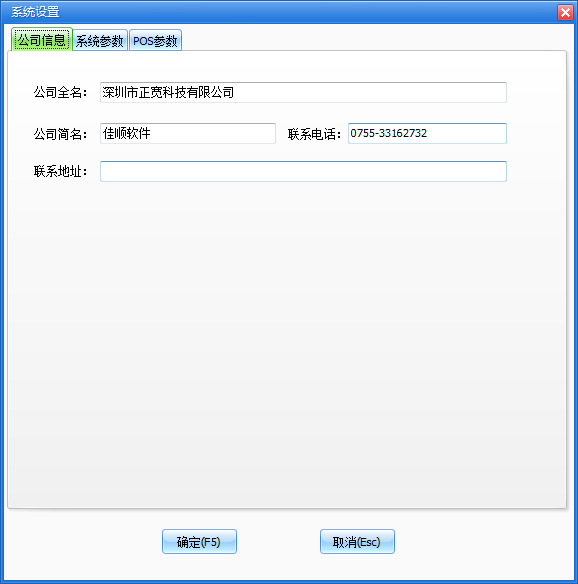 系统设置
公司信息 系统参数 POS参数
公司全名： 深圳市正宽科技有限公司
公司简名： 佳顺软件 联系电话： 0755-33162732
联系地址：
确定(F5) 取消(Esc)